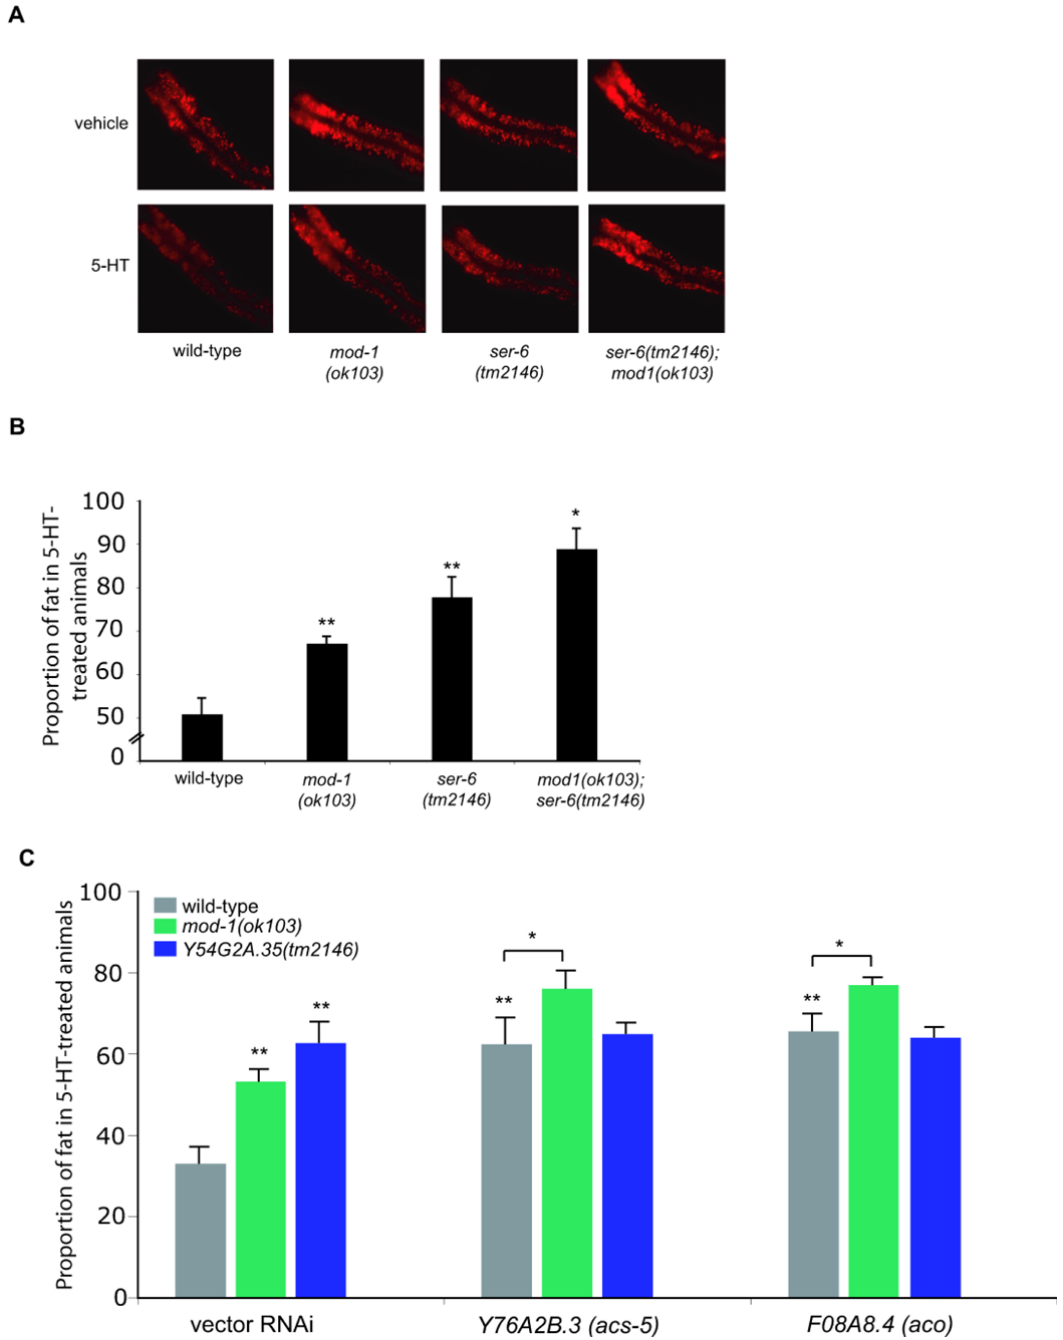 A
vehicle
5-HT
wild-type
mod-1
(ok103)
ser-6
(tm2146)
ser-6(tm2146);
mod1(ok103)
B
Proportion of fat in 5-HT-
treated animals
100
90
80
70
60
50
0
**
**
*
wild-type
mod-1
(ok103)
ser-6
(tm2146)
mod1(ok103);
ser-6(tm2146)
C
Proportion of fat in 5-HT-treated animals
100
80
60
40
20
0
wild-type
mod-1(ok103)
Y54G2A.35(tm2146)
**
**
**
*
**
*
vector RNAi
Y76A2B.3 (acs-5)
F08A8.4 (aco)